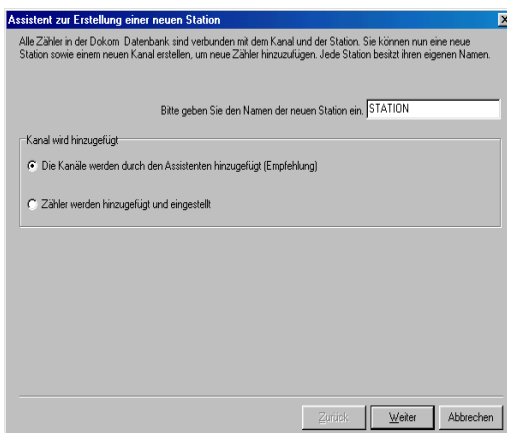 Assistent zur Erstellung einer neuen Station
Alle Zähler in der Dokom Datenbank sind verbunden mit dem Kanal und der Station. Sie können nun eine neue
Station sowie einem neuen Kanal erstellen, um neue Zähler hinzuzufügen. Jede Station besitzt ihren eigenen Namen.
Bitte geben Sie den Namen der neuen Station ein. STATION
Kanal wird hinzugefügt
Die Kanäle werden durch den Assistenten hinzugefügt (Empfehlung)
Zähler werden hinzugefügt und eingestellt
Zurück Weiter Abbrechen